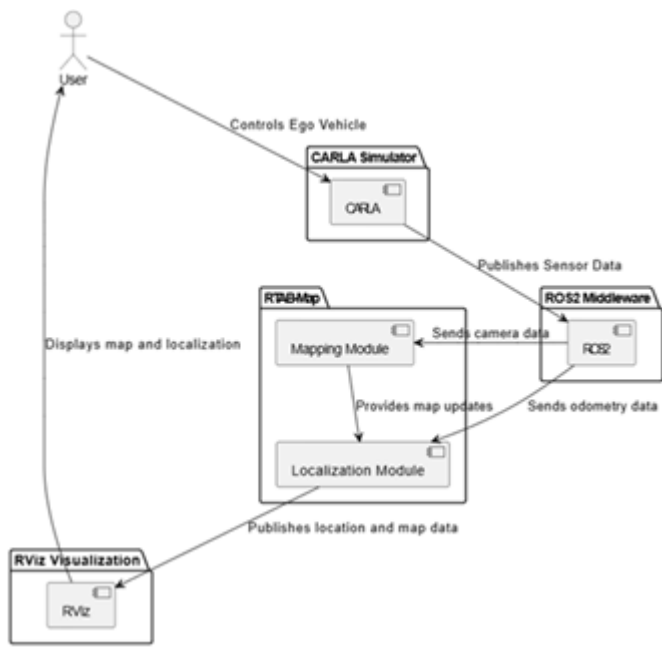 User
Controls Ego Vehicle
CARLA Simulator
CARLA
Publishes Sensor Data
RTAB-Map
ROS2 Middleware
Mapping Module
Sends camera data
ROS2
Displays map and localization
Provides map updates
Sends odometry data
Localization Module
Publishes location and map data
RViz Visualization
RViz